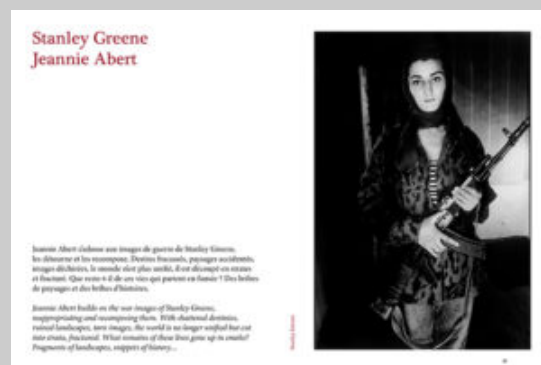 Stanley Greene
Jeannie Abert
Jeannie Abert s'adosse aux images de guerre de Stanley Greene,
les détourne et les recompose. Destins fracassés, paysages accidentés,
images déchirées, le monde n'est plus unifié, il est découpé en strates
et fracturé. Que reste-t-il de ces vies qui partent en fumée ? Des bribes
de paysages et des bribes d'histoires.
Jeannie Abert builds on the war images of Stanley Greene,
reappropriating and recomposing them. With shattered destinies,
ruined landscapes, torn images, the world is no longer unified but cut
into strata, fractured. What remains of these lives gone up in smoke?
Fragments of landscapes, snippets of history...
Stanley Greene